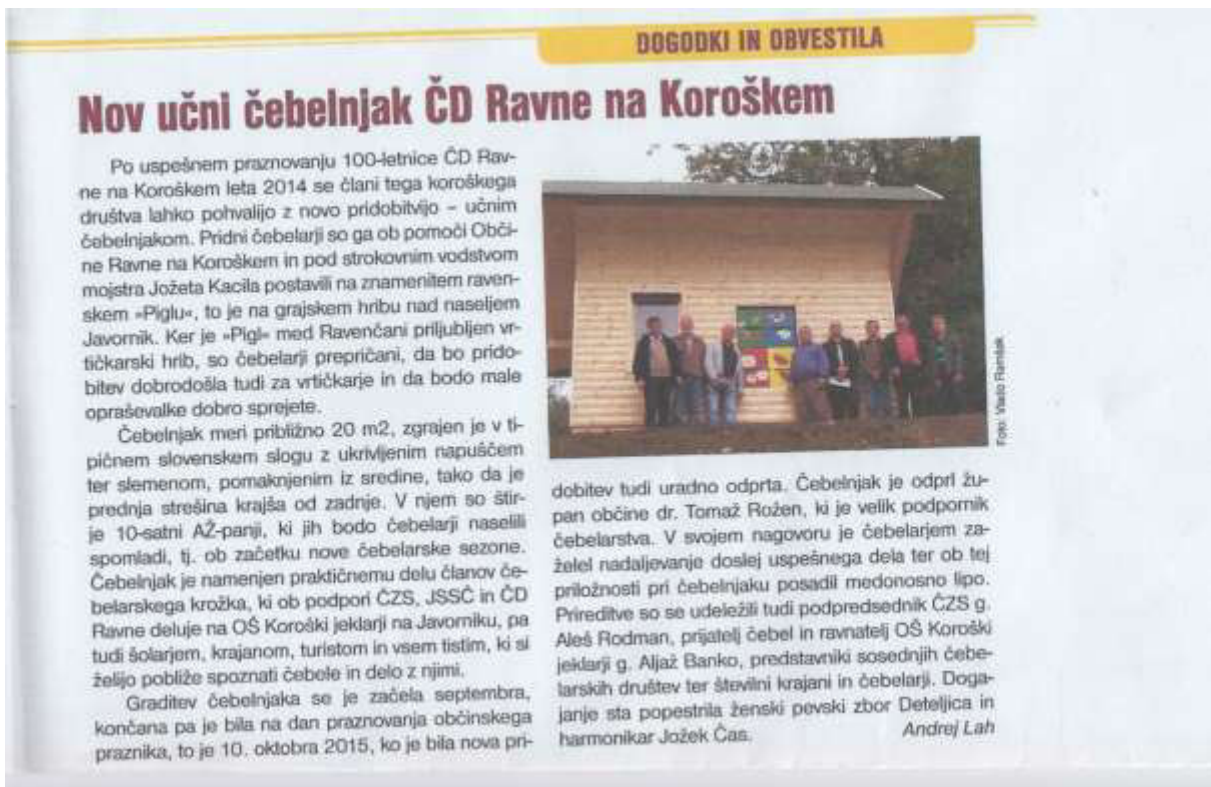 DOGODKI IN OBVESTILA
Nov učni čebelnjak ČD Ravne na Koroškem
Po uspešnem praznovanju 100-letnice ČD Rav-
ne na Koroškem leta 2014 se člani tega koroškega
društva lahko pohvalijo z novo pridobitvijo – učnim
čebelnjakom. Pridni čebelarji so ga ob pomoči Obči-
ne Ravne na Koroškem in pod strokovnim vodstvom
mojstra Jožeta Kacila postavili na znamenitem raven-
skem »Piglu«, to je na grajskem hribu nad naseljem
Javornik. Ker je »Pigl« med Ravenčani priljubljen vr-
tičkarski hrib, so čebelarji prepričani, da bo prido-
bitev dobrodošla tudi za vrtičkarje in da bodo male
opraševalke dobro sprejete.
Čebelnjak meri približno 20 m2, zgrajen je v ti-
pičnem slovenskem slogu z ukrivljenim napuščem
ter slemenom, pomaknjenim iz sredine, tako da je
prednja strešina krajša od zadnje. V njem so štir-
je 10-satni AŽ-panji, ki jih bodo čebelarji naselili
spomladi, tj. ob začetku nove čebelarske sezone.
Čebelnjak je namenjen praktičnemu delu članov če-
belarskega krožka, ki ob podpori ČZS, JSSČ in ČD
Ravne deluje na OŠ Koroški jeklarji na Javorniku, pa
tudi šolarjem, krajanom, turistom in vsem tistim, ki si
želijo pobliže spoznati čebele in delo z njimi.
Graditev čebelnjaka se je začela septembra,
končana pa je bila na dan praznovanja občinskega
praznika, to je 10. oktobra 2015, ko je bila nova pri-
Foto: Vlado
dobitev tudi uradno odprta. Čebelnjak je odprl žu-
pan občine dr. Tomaž Rožen, ki je velik podpornik
čebelarstva. V svojem nagovoru je čebelarjem za-
želel nadaljevanje doslej uspešnega dela ter ob tej
priložnosti pri čebelnjaku posadil medonosno lipo.
Prireditve so se udeležili tudi podpredsednik ČZS g.
Aleš Rodman, prijatelj čebel in ravnatelj OŠ Koroški
jeklarji g. Aljaž Banko, predstavniki sosednjih čebe-
larskih društev ter številni krajani in čebelarji. Doga-
janje sta popestrila ženski pevski zbor Deteljica in
harmonikar Jožek Čas.
Andrej Lah